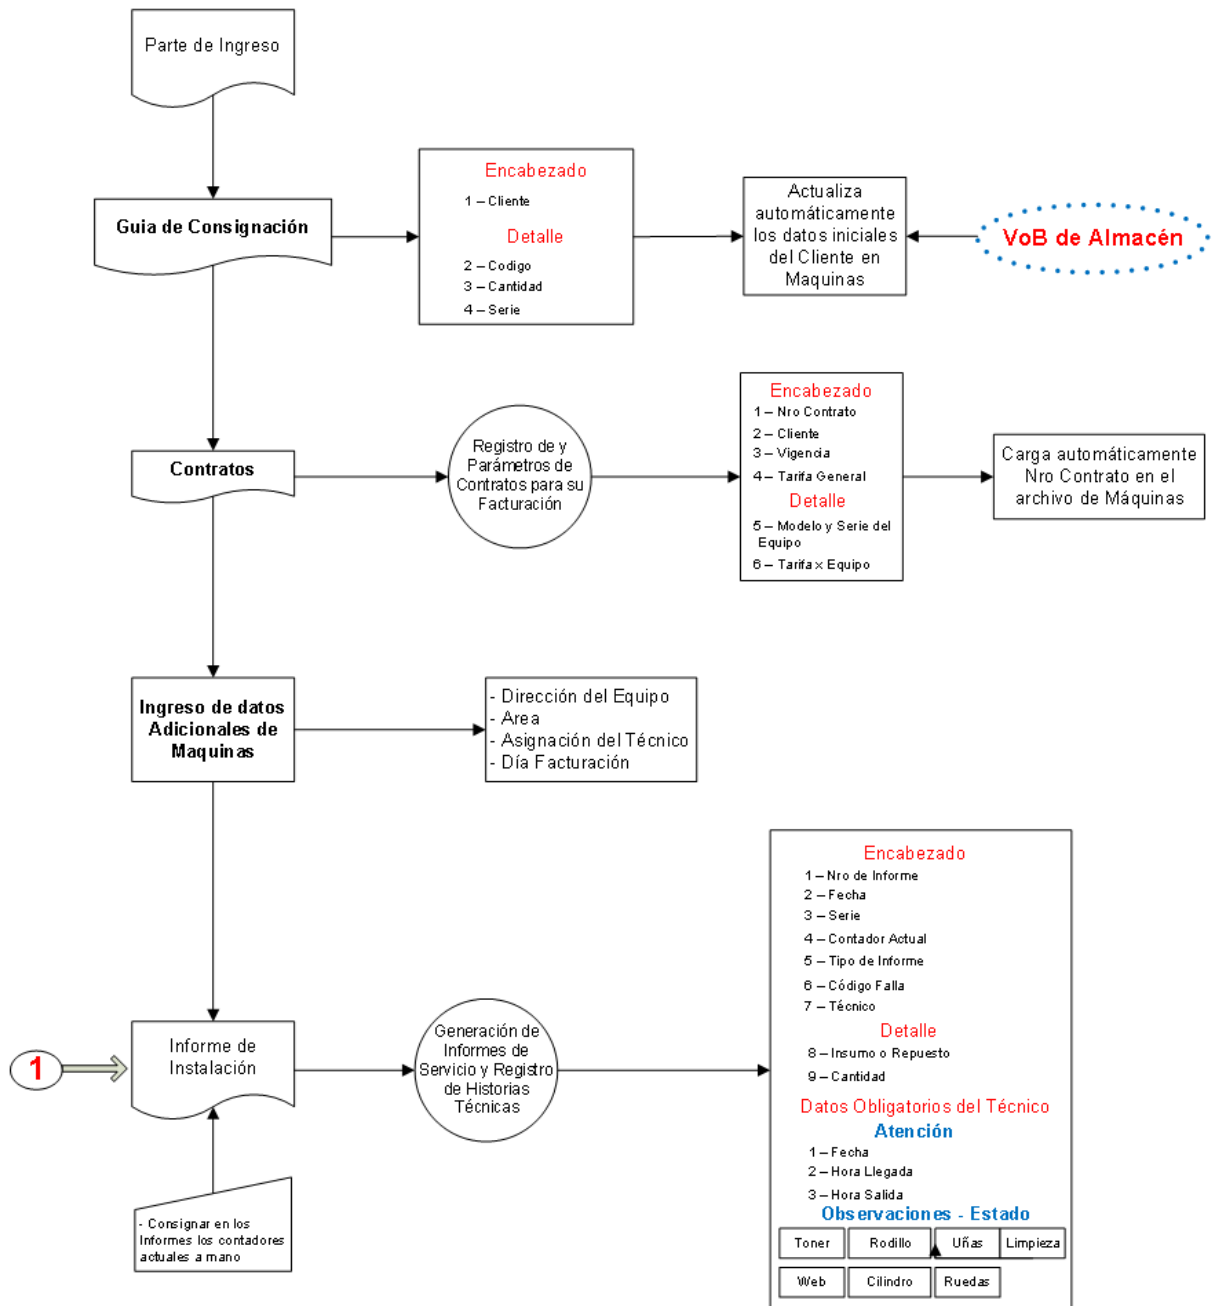 Parte de Ingreso
Guia de Consignación
Encabezado
1 – Cliente
Detalle
2 – Codigo
3 – Cantidad
4 – Serie
Actualiza
automáticamente
los datos iniciales
del Cliente en
Maquinas
VoB de Almacén
Contratos
Registro de y
Parámetros de
Contratos para su
Facturación
Encabezado
1 – Nro Contrato
2 – Cliente
3 – Vigencia
4 – Tarifa General
Detalle
5 – Modelo y Serie del
Equipo
6 – Tarifa x Equipo
Carga automáticamente
Nro Contrato en el
archivo de Máquinas
Ingreso de datos
Adicionales de
Maquinas
- Dirección del Equipo
- Area
- Asignación del Técnico
- Día Facturación
1
Informe de
Instalación
Generación de
Informes de
Servicio y Registro
de Historias
Técnicas
Encabezado
1 – Nro de Informe
2 – Fecha
3 – Serie
4 – Contador Actual
5 – Tipo de Informe
6 – Código Falla
7 – Técnico
Detalle
8 – Insumo o Repuesto
9 – Cantidad
Datos Obligatorios del Técnico
Atención
1 – Fecha
2 – Hora Llegada
3 – Hora Salida
Observaciones - Estado
Toner Rodillo Uñas Limpieza
Web Cilindro Ruedas
- Consignar en los
Informes los contadores
actuales a mano